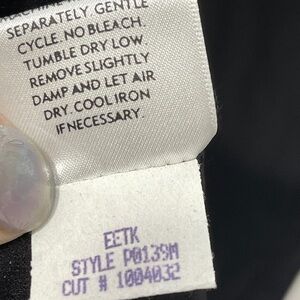 SEPARATELY GENTLE
CYCLE. NO BLEACH.
TUMBLE DRY LOW.
REMOVE SLIGHTLY
DAMP AND LET AIR
DRY. COOL IRON
IF NECESSARY.
EETK
STYLE P0139M
CUT # 1004032